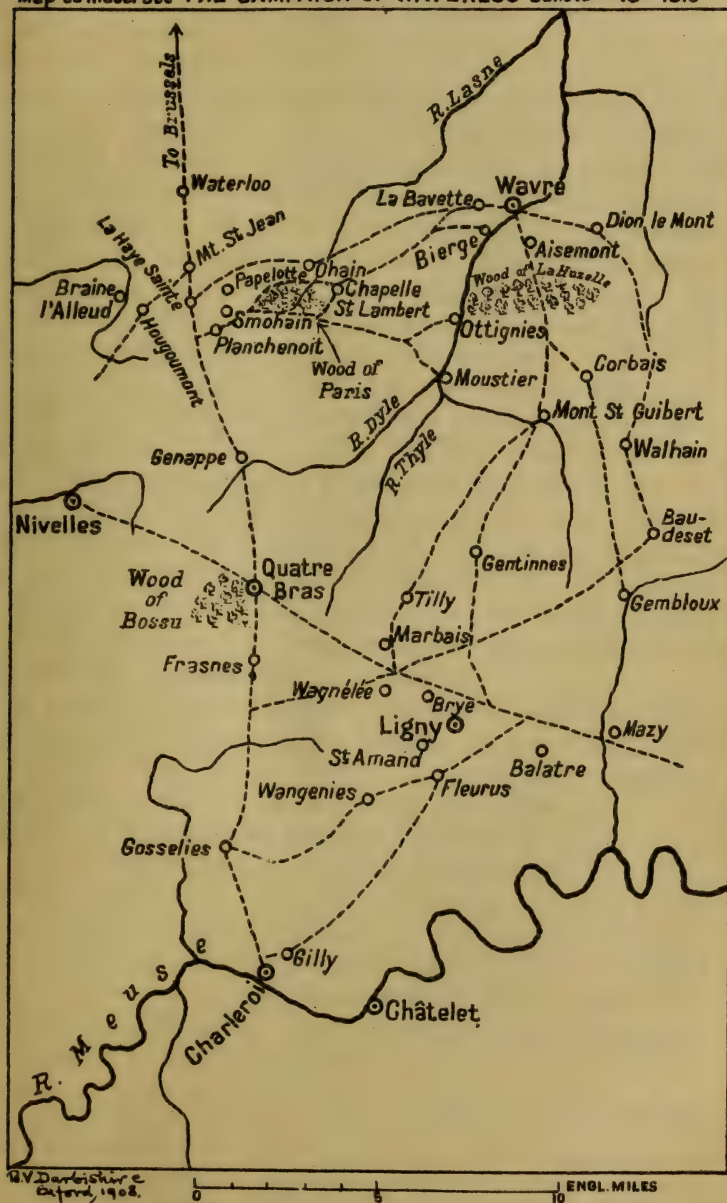 Map to illustrate THE CAMPAIGN OF WATERLOO
To Brussels
R. Lasne
Waterloo
La Bavette
Wavre
Dion le Mont
La Haye Sainte
Mt. St Jean
Bierge
Aisemont
Braine
l'Alleud
Papelotte
Ohain
Chapelle
St Lambert
Wood of La Huzelle
Hougoumont
Smohain
Planchenoit
Wood of
Paris
Ottignies
Corbais
Moustier
Mont St Guibert
R. Dyle
R. Thyle
Genappe
Walhain
Nivelles
Bau-
deset
Wood
of
Bossu
Quatre
Bras
Gentinnes
Tilly
Gembloux
Marbais
Frasnes
Wagnélée
Brye
Ligny
Mazy
St Amand
Balatre
Wangenies
Fleurus
Gosselies
Gilly
Charleroi
Châtelet.
R. Meuse
B.V. Darbishire
Oxford, 1908.
0 5 10 ENGL. MILES